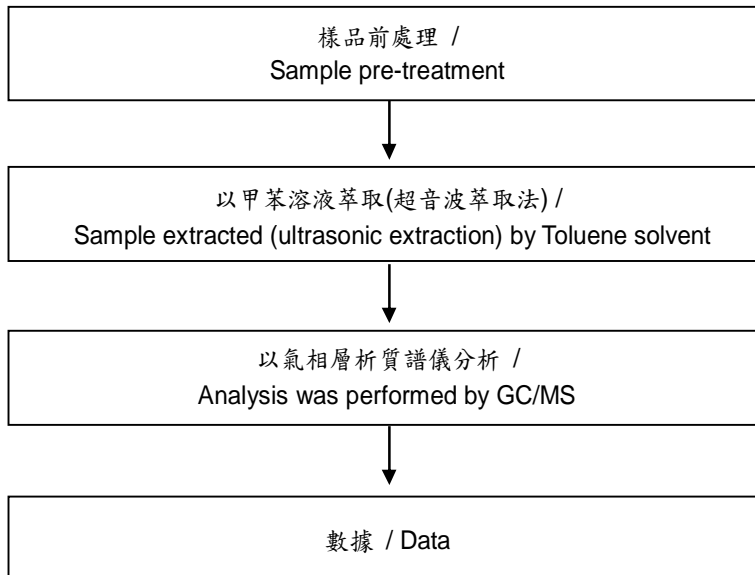 樣品前處理 /
Sample pre-treatment
以甲苯溶液萃取(超音波萃取法) /
Sample extracted (ultrasonic extraction) by Toluene solvent
以氣相層析質譜儀分析 /
Analysis was performed by GC/MS
數據 / Data